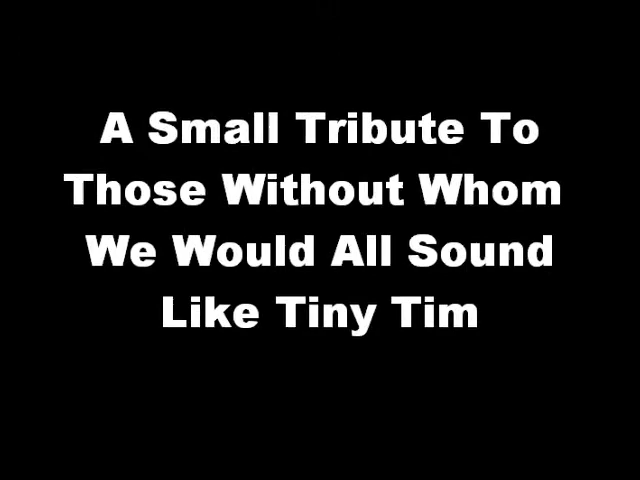 A Small Tribute To
Those Without Whom
We Would All Sound
Like Tiny Tim